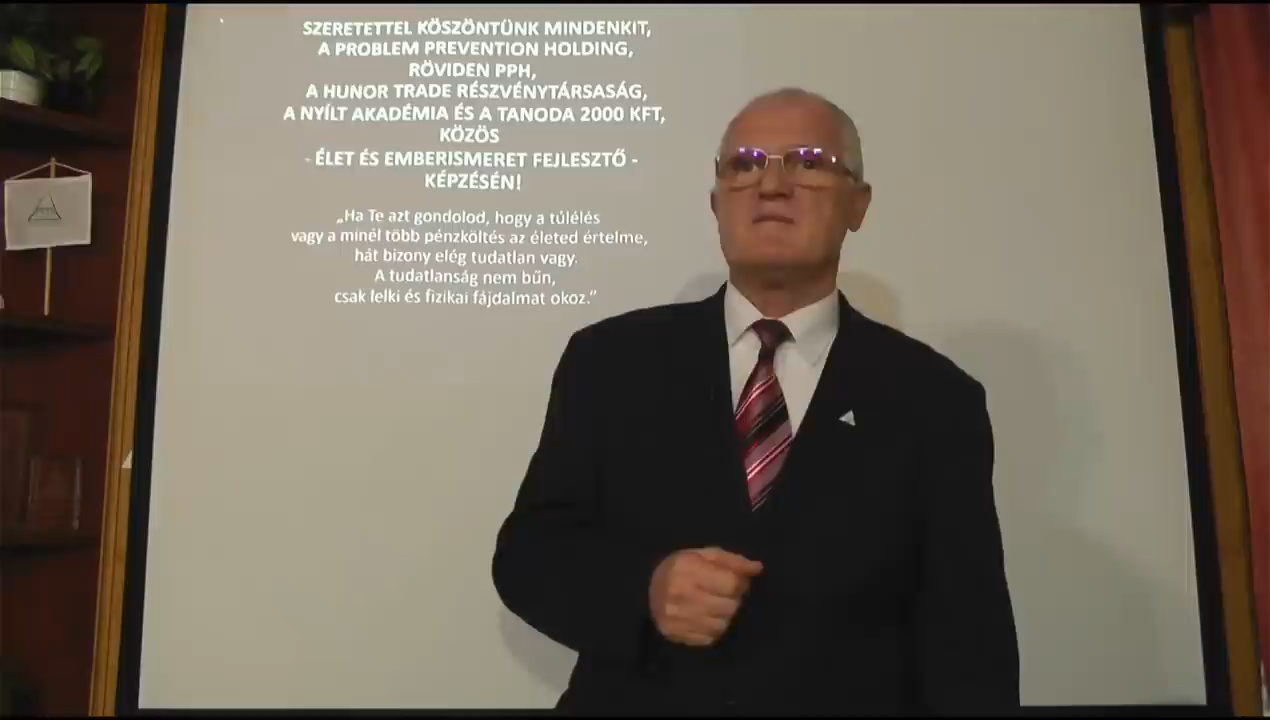 SZERETETTEL KÖSZÖNTÜNK MINDENKIT,
A PROBLEM PREVENTION HOLDING,
RÖVIDEN PPH,
A HUNOR TRADE RÉSZVÉNYTÁRSASÁG,
A NYÍLT AKADÉMIA ÉS A TANODA 2000 KFT,
KÖZÖS
- ÉLET ÉS EMBERISMERET FEJLESZTŐ -
KÉPZÉSÉN!
„Ha Te azt gondolod, hogy a túlélés
vagy a minél több pénzköltés az életed értelme,
hát bizony elég tudatlan vagy.
A tudatlanság nem bűn,
csak lelki és fizikai fájdalmat okoz.”